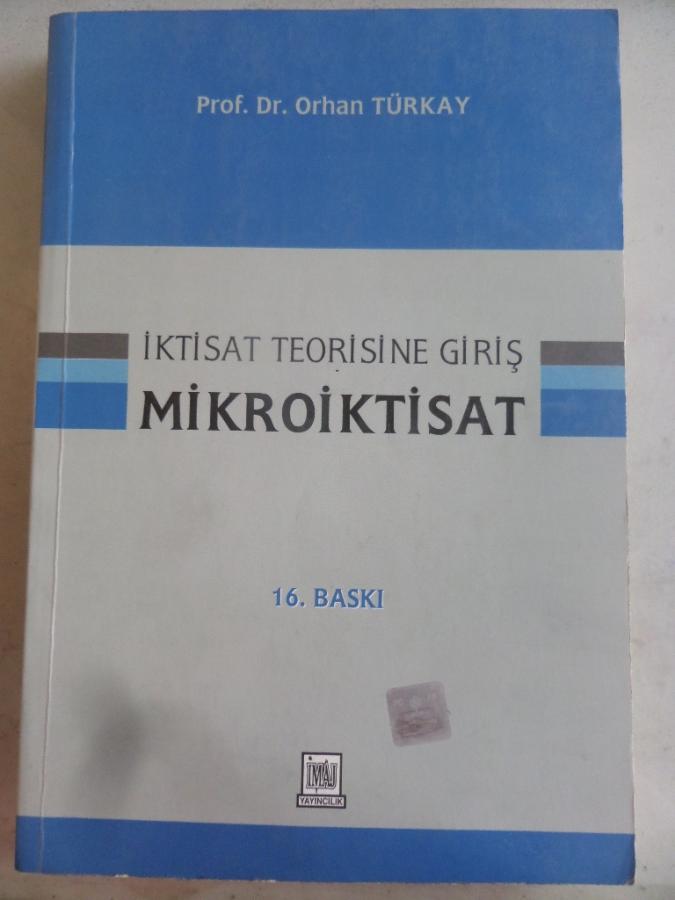 Prof. Dr. Orhan TÜRKAY
İKTİSAT TEORİSİNE GİRİŞ
MİKROİKTİSAT
16. BASKI
İMAJ
YAYINCILIK